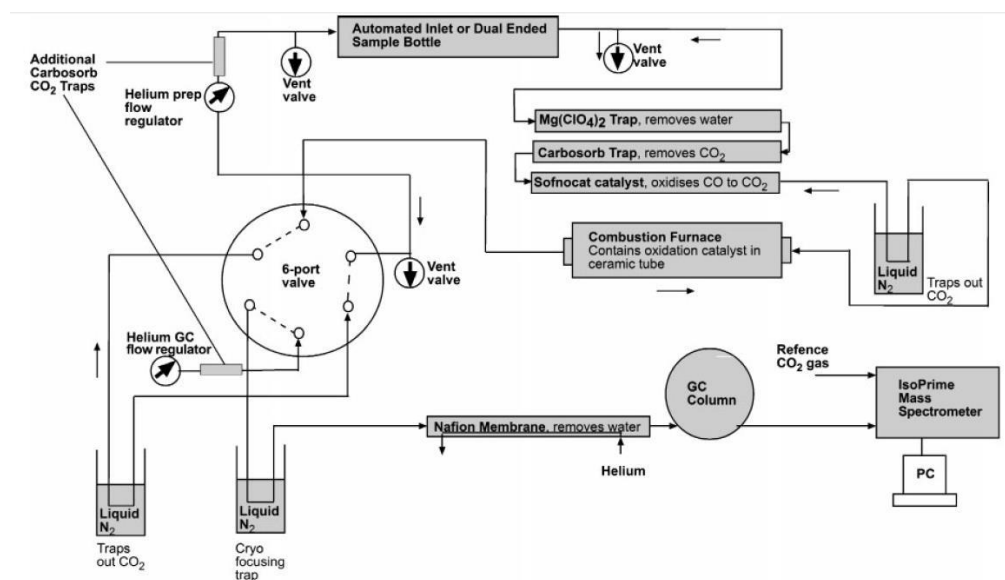 Automated Inlet or Dual Ended
Sample Bottle
Additional
Carbosorb
CO2 Traps
Vent
valve
Vent
valve
Helium prep
flow
regulator
Mg(ClO4)2 Trap, removes water
Carbosorb Trap, removes CO2
Sofnocat catalyst, oxidises CO to CO2
Combustion Furnace
Contains oxidation catalyst in
ceramic tube
Liquid
N2
Traps out
CO2
6-port
valve
Vent
valve
Helium GC
flow regulator
Refence
CO2 gas
GC
Column
IsoPrime
Mass
Spectrometer
Nafion Membrane, removes water
Helium
PC
Liquid
N2
Traps
out CO2
Liquid
N2
Cryo
focusing
trap